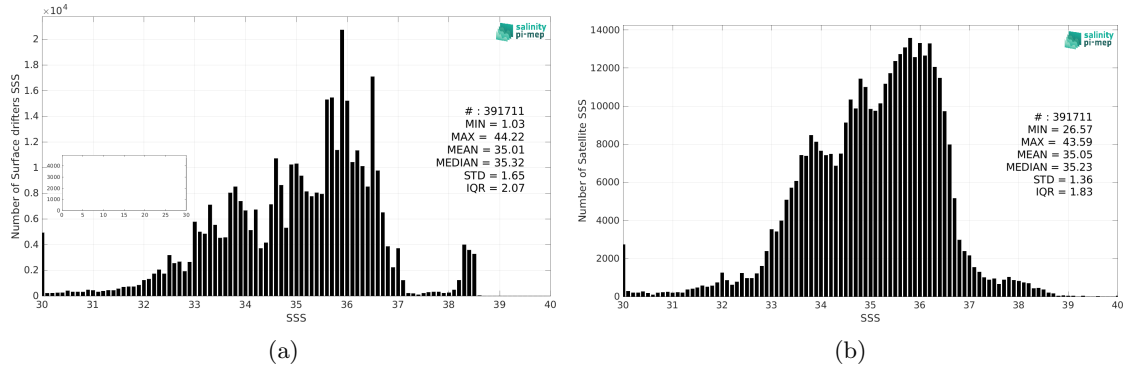 ×10⁴
salinity
pi-mep
Number of Surface drifters SSS
2
1.8
1.6
1.4
1.2
1
0.8
0.6
0.4
0.2
0
# : 391711
MIN = 1.03
MAX = 44.22
MEAN = 35.01
MEDIAN = 35.32
STD = 1.65
IQR = 2.07
4000
3000
2000
1000
0
0 5 10 15 20 25 30
30 31 32 33 34 35 36 37 38 39 40
SSS
(a)
salinity
pi-mep
Number of Satellite SSS
14000
12000
10000
8000
6000
4000
2000
0
# : 391711
MIN = 26.57
MAX = 43.59
MEAN = 35.05
MEDIAN = 35.23
STD = 1.36
IQR = 1.83
30 31 32 33 34 35 36 37 38 39 40
SSS
(b)